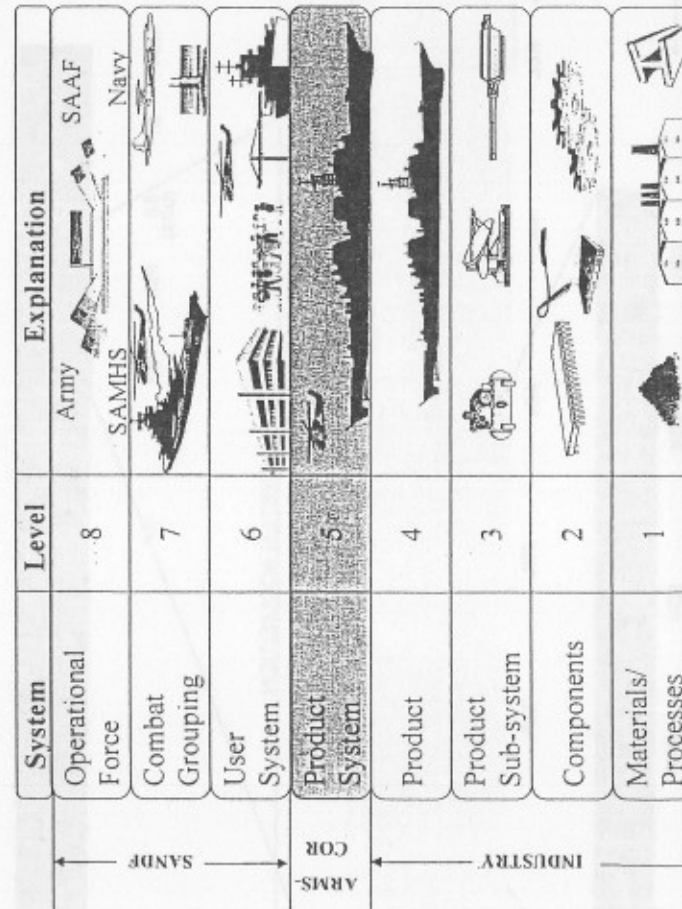 System Level Explanation
Operational
Force
8
Army SAAF
SAMHS Navy
Combat
Grouping
7
User
System
6
Product
System
5
Product
4
Product
Sub-system
3
Components
2
Materials/
Processes
1
SANDF
ARMS-
COR
INDUSTRY